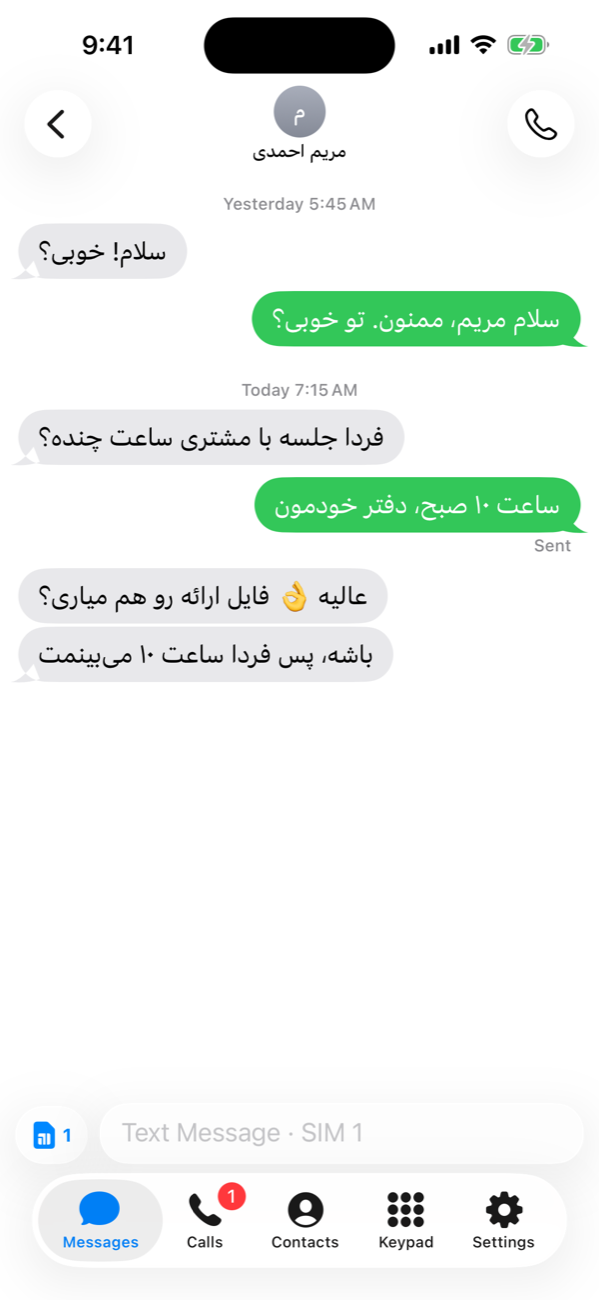 9:41
م
مریم احمدی
Yesterday 5:45 AM
سلام! خوبی؟
سلام مریم، ممنون. تو خوبی؟
Today 7:15 AM
فردا جلسه با مشتری ساعت چنده؟
ساعت ۱۰ صبح، دفتر خودمون
Sent
عالیه 👌 فایل ارائه رو هم میاری؟
باشه، پس فردا ساعت ۱۰ می‌بینمت
1
Text Message · SIM 1
1
Messages
Calls
Contacts
Keypad
Settings